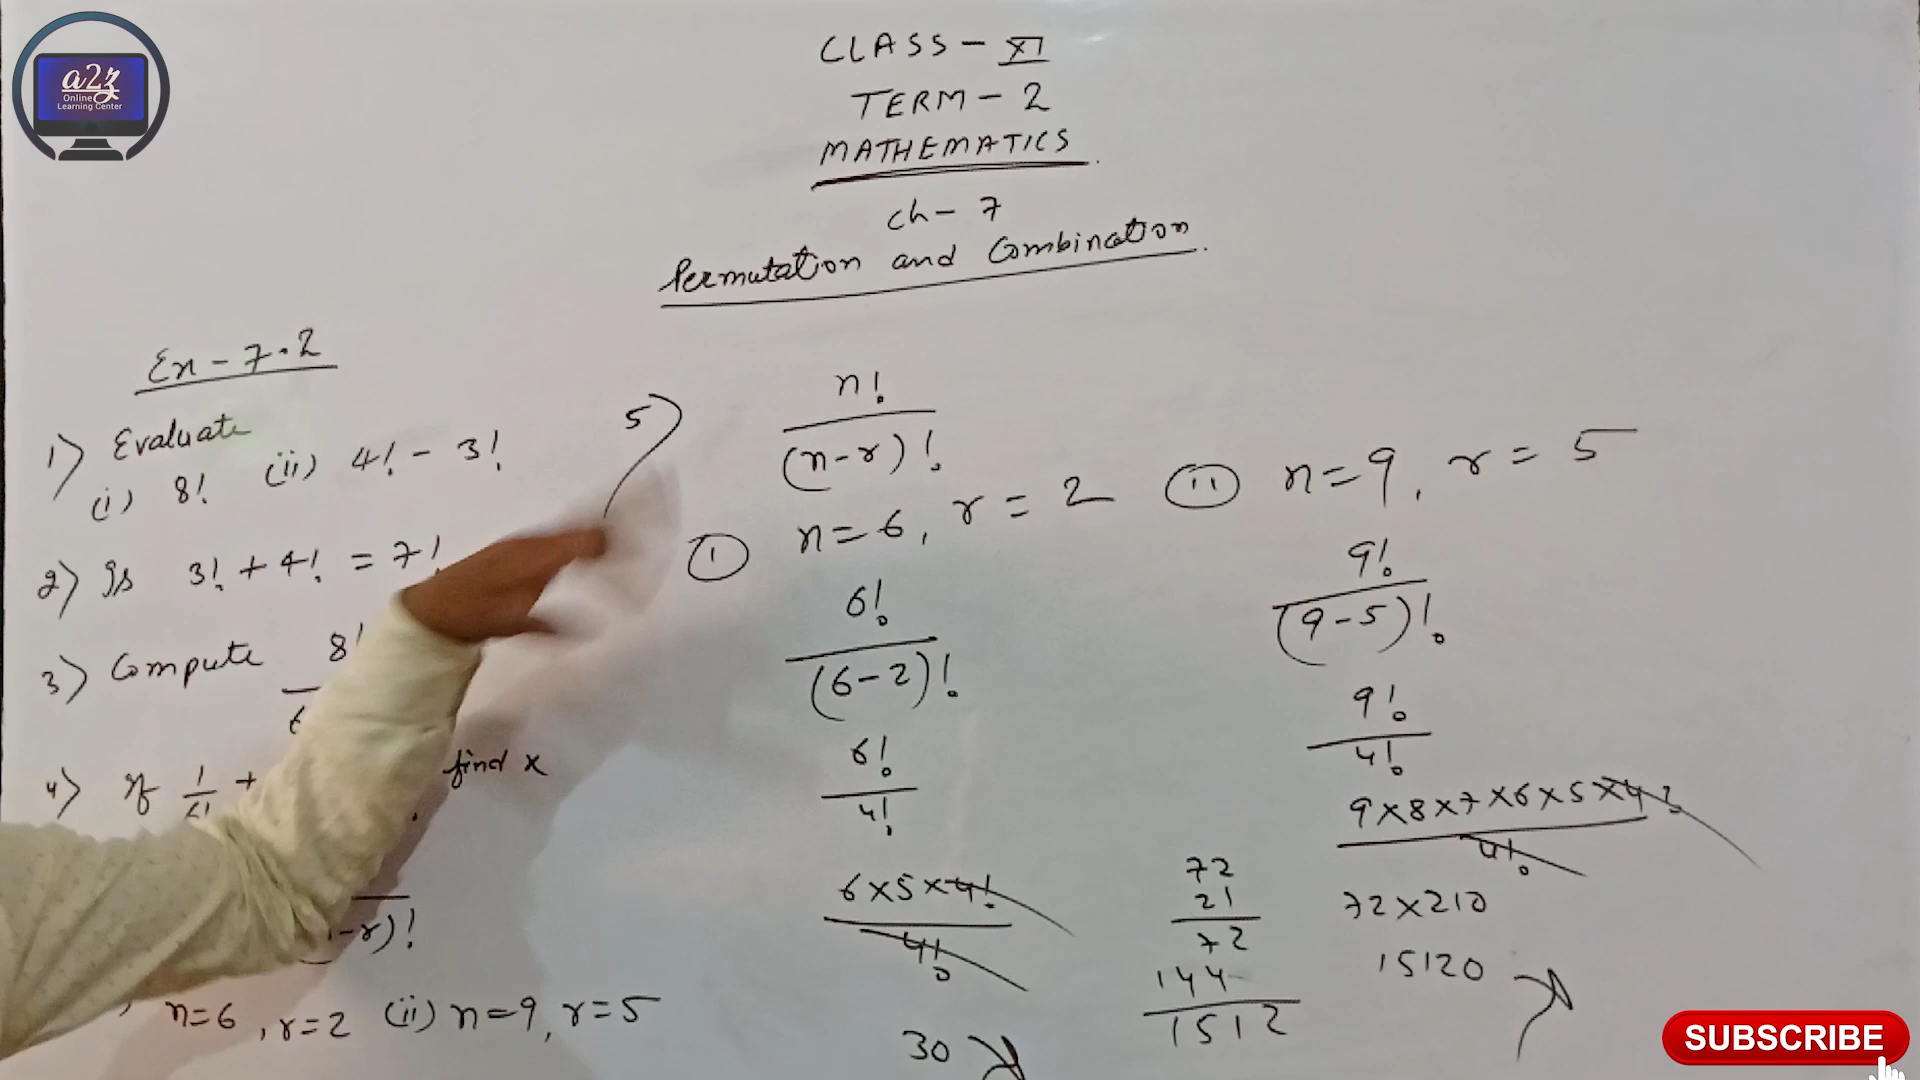 a2z
Online
Learning Center
CLASS - XI
TERM - 2
MATHEMATICS
ch - 7
Permutation and Combination
Ex - 7.2
1) Evaluate
(i) 8! (ii) 4! - 3!
2) Is 3! + 4! = 7!
3) Compute 8!
6
4) If 1/6! + find x
-r)!
n=6, r=2 (ii) n=9, r=5
5) n!
(n-r)!
(i) n=6, r=2
6!
(6-2)!
6!
4!
6×5×4!
4!
30
(ii) n=9, r=5
9!
(9-5)!
9!
4!
9×8×7×6×5×4!
4!
72×210
15120
72
21
72
144
1512
SUBSCRIBE